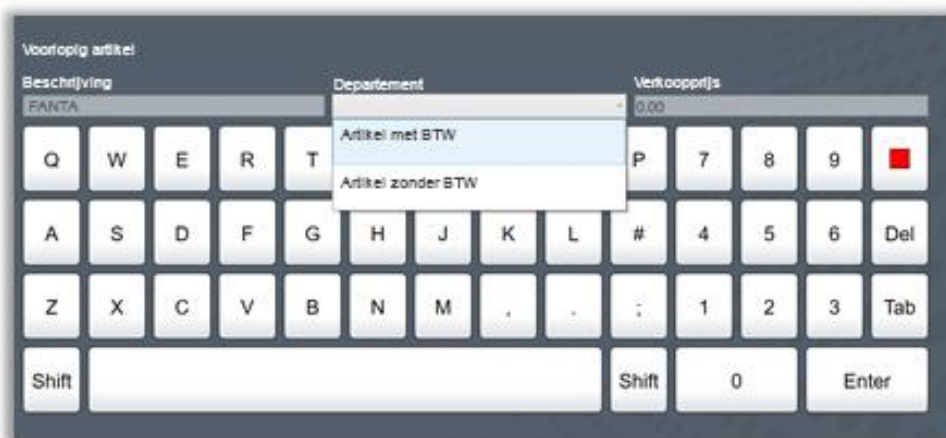 Voorlopig artikel
Beschrijving Departement Verkoopprijs
FANTA 0.00
Artikel met BTW
Artikel zonder BTW
Q W E R T P 7 8 9
A S D F G H J K L # 4 5 6 Del
Z X C V B N M , . ; 1 2 3 Tab
Shift Shift 0 Enter